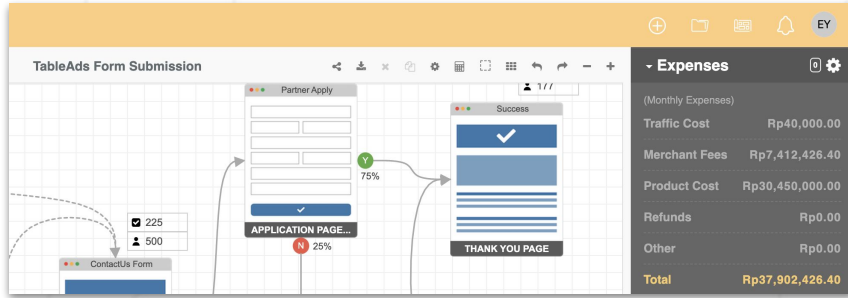 EY
TableAds Form Submission
Expenses
0
(Monthly Expenses)
Traffic Cost Rp40,000.00
Merchant Fees Rp7,412,426.40
Product Cost Rp30,450,000.00
Refunds Rp0.00
Other Rp0.00
Total Rp37,902,426.40
Partner Apply
Y
75%
APPLICATION PAGE...
N 25%
177
Success
THANK YOU PAGE
225
500
ContactUs Form